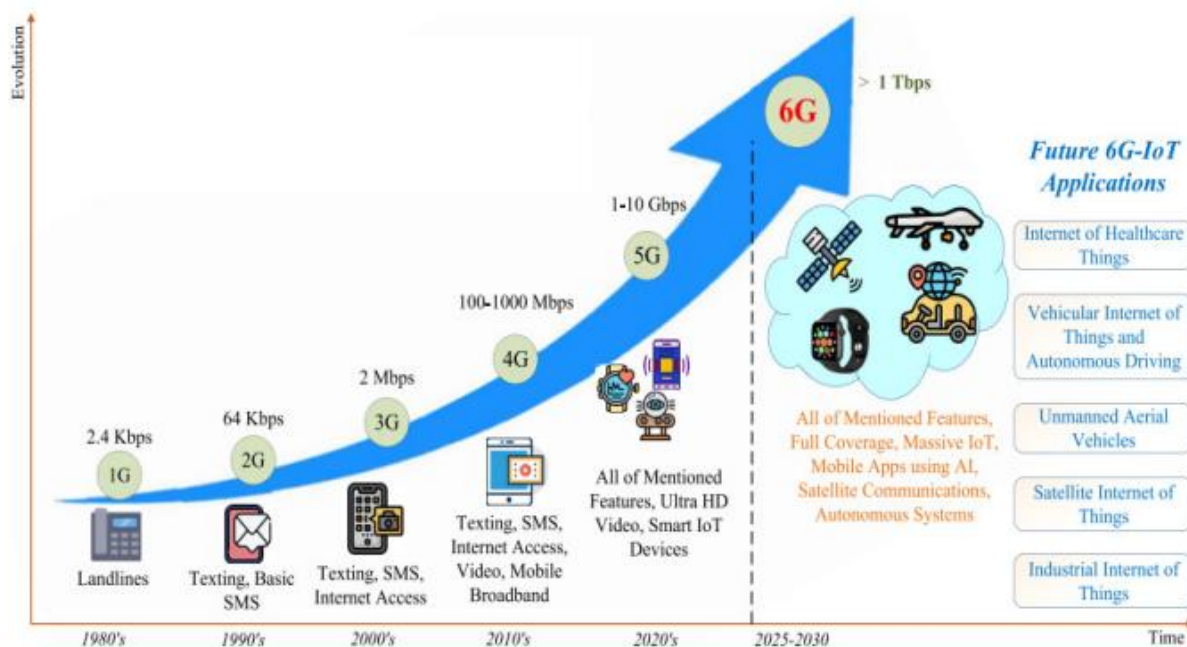 Evolution
> 1 Tbps
6G
Future 6G-IoT
Applications
1-10 Gbps
5G
Internet of Healthcare
Things
100-1000 Mbps
4G
Vehicular Internet of
Things and
Autonomous Driving
2 Mbps
3G
64 Kbps
2G
2.4 Kbps
1G
All of Mentioned Features,
Full Coverage, Massive IoT,
Mobile Apps using AI,
Satellite Communications,
Autonomous Systems
Unmanned Aerial
Vehicles
Satellite Internet of
Things
Industrial Internet of
Things
Landlines
Texting, Basic
SMS
Texting, SMS,
Internet Access
Texting, SMS,
Internet Access,
Video, Mobile
Broadband
All of Mentioned
Features, Ultra HD
Video, Smart IoT
Devices
1980's
1990's
2000's
2010's
2020's
2025-2030
Time